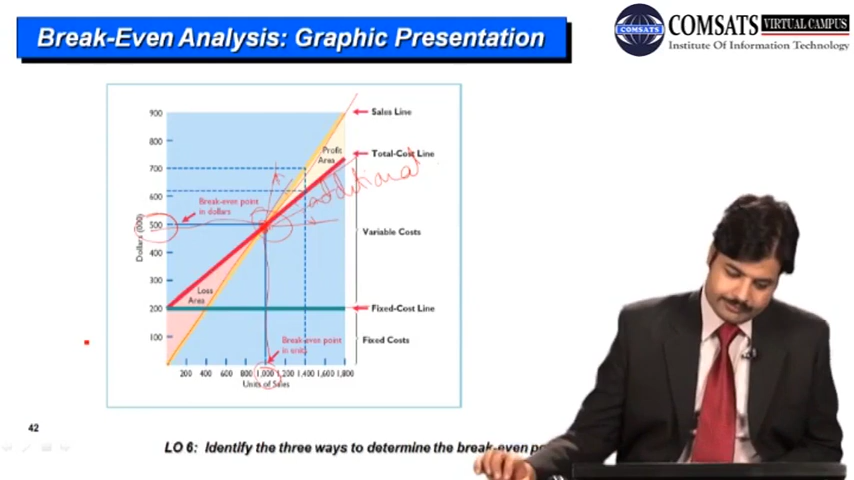 Break-Even Analysis: Graphic Presentation
COMSATS
COMSATS VIRTUAL CAMPUS
Institute Of Information Technology
900
800
700
600
500
400
300
200
100
Dollars (000)
Sales Line
Profit
Area
Total-Cost Line
additional
Break-even point
in dollars
Variable Costs
Loss
Area
Fixed-Cost Line
Break-even point
in units
Fixed Costs
200 400 600 800 1,000 1,200 1,400 1,600 1,800
Units of Sales
42
LO 6: Identify the three ways to determine the break-even